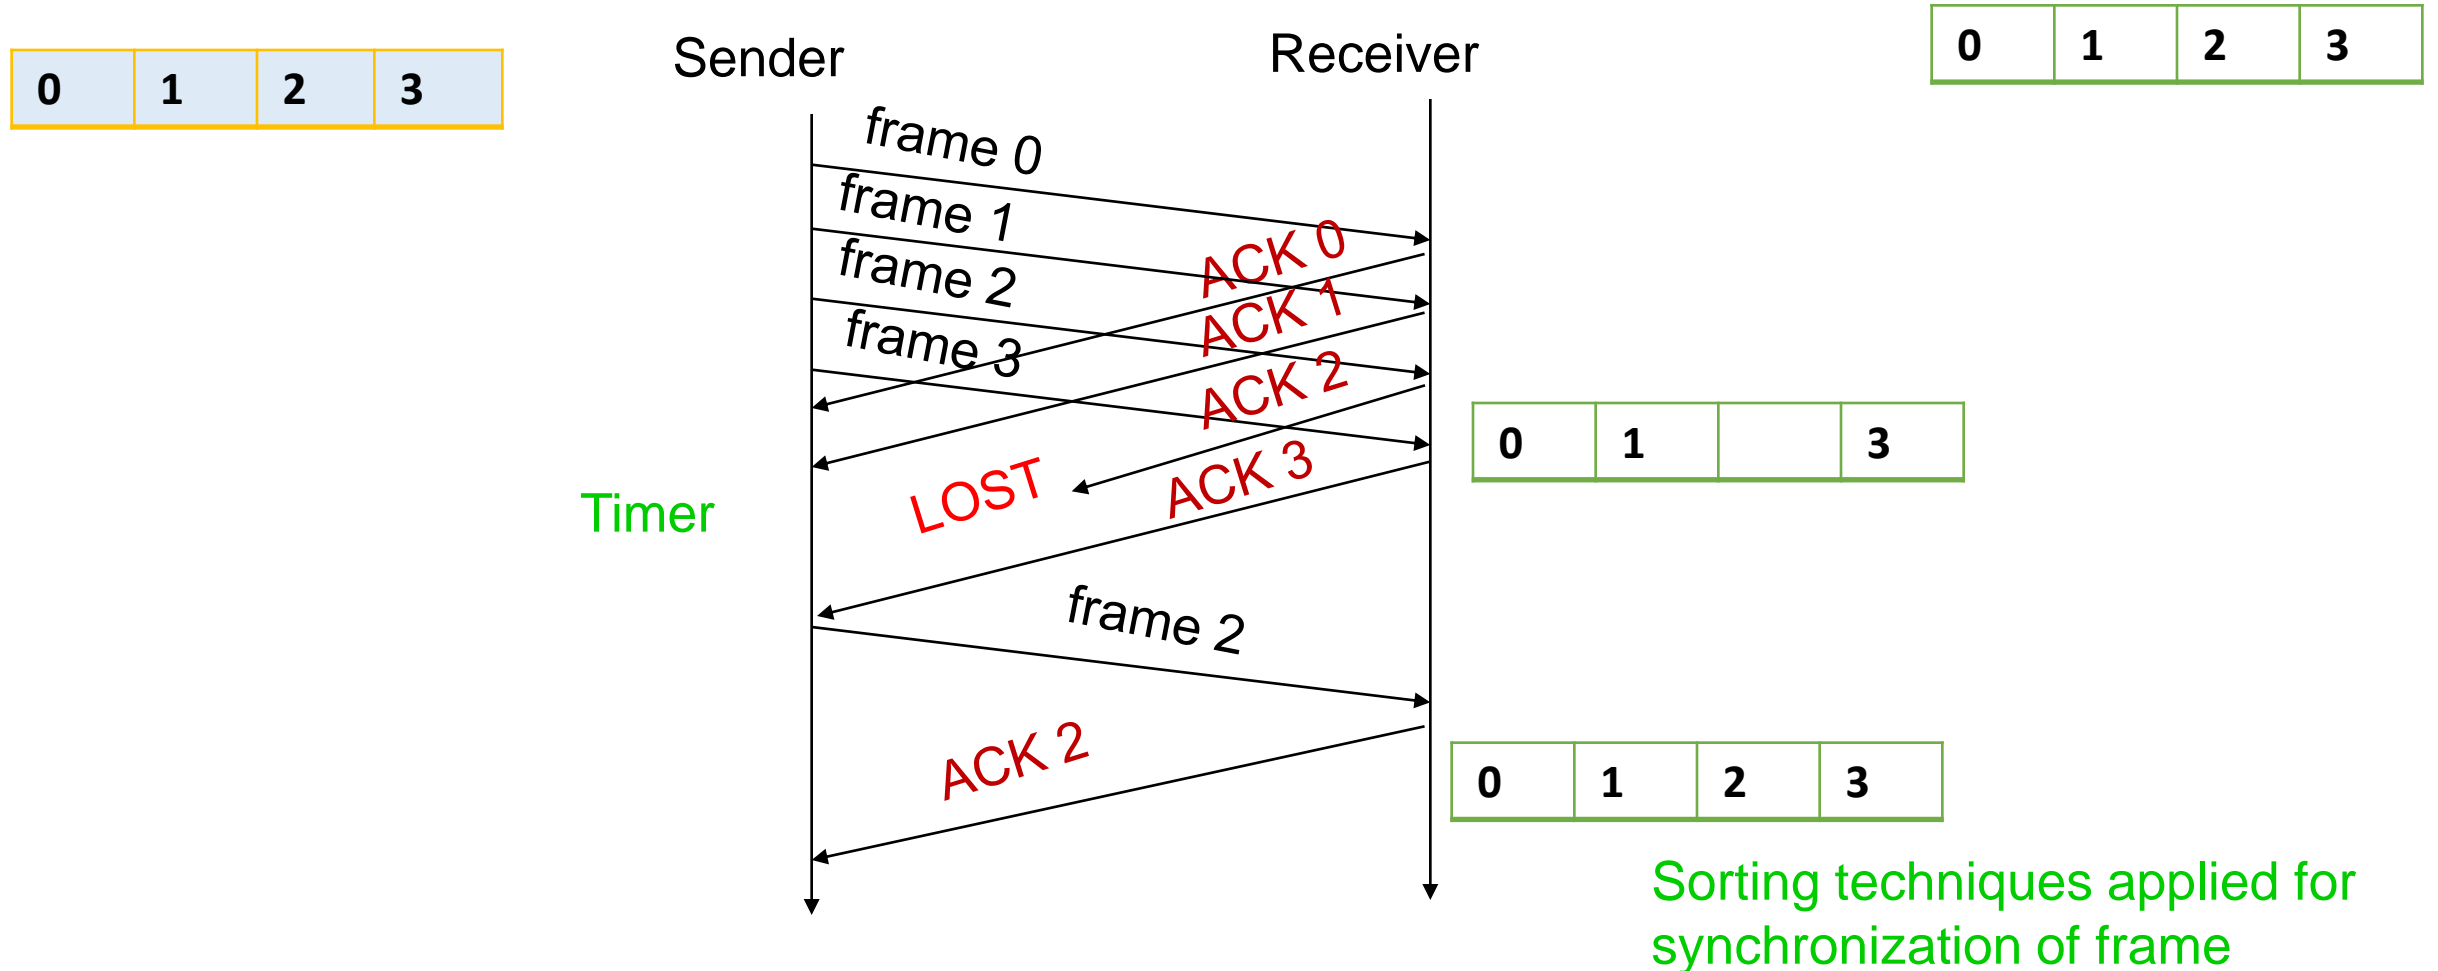 Sender
Receiver
0 1 2 3
0 1 2 3
frame 0
frame 1
frame 2
frame 3
ACK 0
ACK 1
ACK 2
ACK 3
0 1 3
LOST
Timer
frame 2
ACK 2
0 1 2 3
Sorting techniques applied for
synchronization of frame